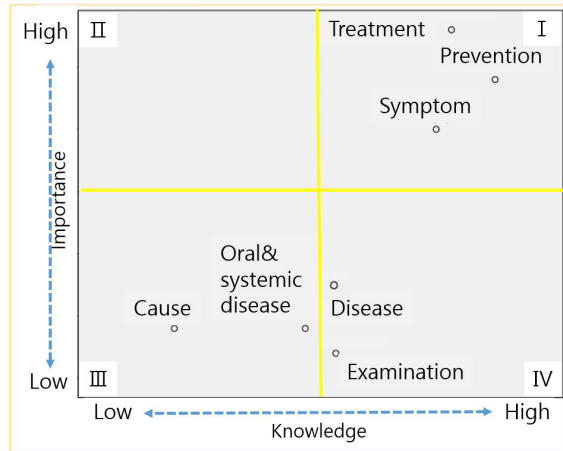 High
Ⅱ
Treatment
Ⅰ
Prevention
Symptom
Importance
Oral&
systemic
disease
Cause
Disease
Examination
Low
Ⅲ
Ⅳ
Low
High
Knowledge